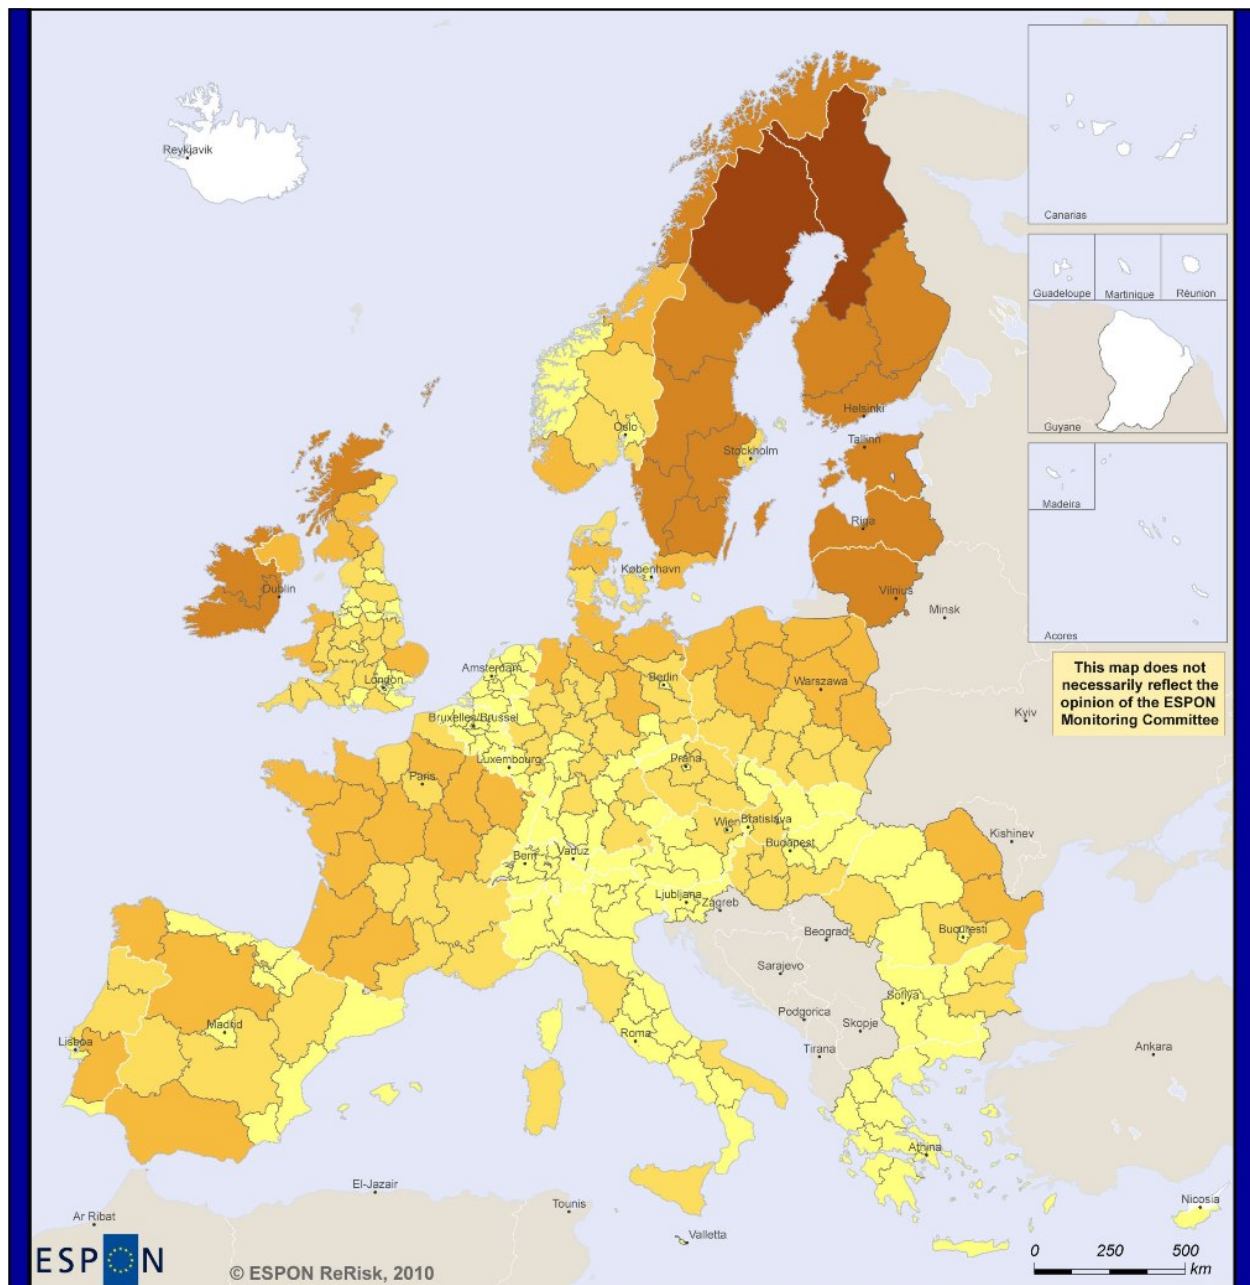 Reykjavik
Canarias
Guadeloupe
Martinique
Réunion
Guyane
Madeira
Acores
This map does not
necessarily reflect the
opinion of the ESPON
Monitoring Committee
Oslo
Helsinki
Tallinn
Stockholm
Riga
Vilnius
Minsk
København
Dublin
London
Amsterdam
Berlin
Warszawa
Kyiv
Bruxelles/Brussel
Luxembourg
Praha
Paris
Wien
Bratislava
Kishinev
Budapest
Bern
Vaduz
Ljubljana
Zagreb
Beograd
Bucuresti
Sarajevo
Sofiya
Podgorica
Skopje
Tirana
Roma
Madrid
Lisboa
Ankara
Athina
El-Jazair
Tounis
Ar Ribat
Valletta
Nicosia
ESPON
© ESPON ReRisk, 2010
0 250 500
km